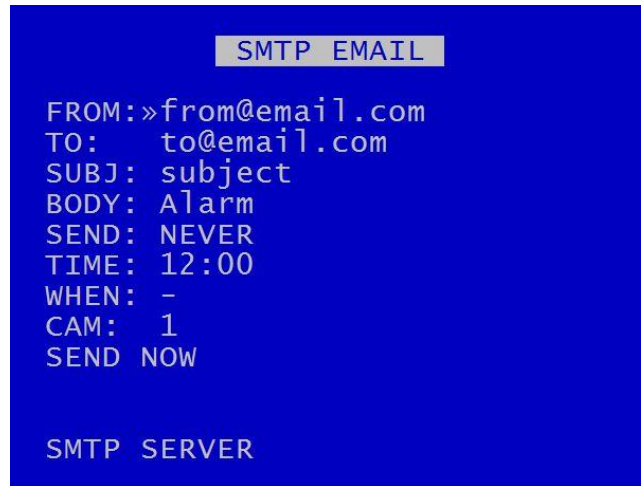 SMTP EMAIL
FROM:»from@email.com
TO: to@email.com
SUBJ: subject
BODY: Alarm
SEND: NEVER
TIME: 12:00
WHEN: -
CAM: 1
SEND NOW
SMTP SERVER